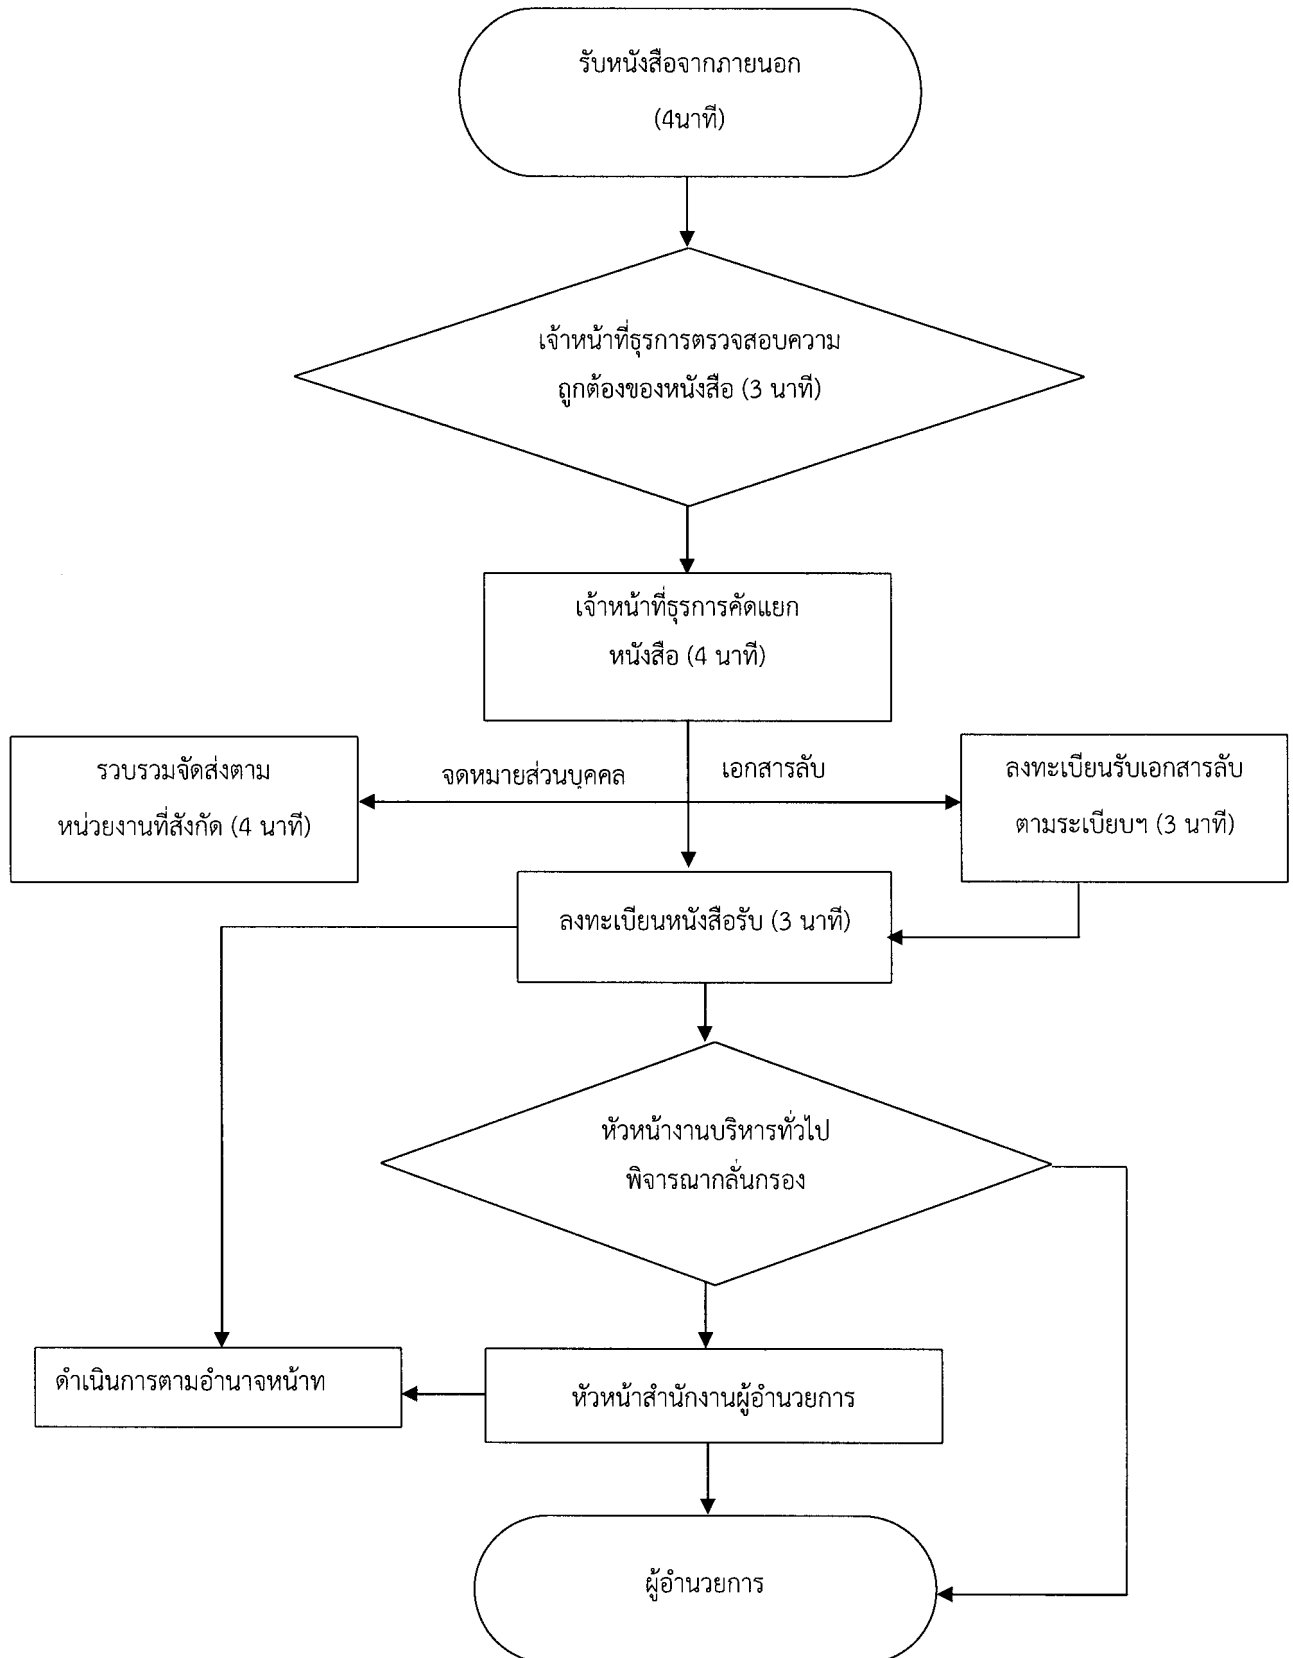 รับหนังสือจากภายนอก
(4นาที)
เจ้าหน้าที่ธุรการตรวจสอบความ
ถูกต้องของหนังสือ (3 นาที)
เจ้าหน้าที่ธุรการคัดแยก
หนังสือ (4 นาที)
รวบรวมจัดส่งตาม
หน่วยงานที่สังกัด (4 นาที)
จดหมายส่วนบุคคล
เอกสารลับ
ลงทะเบียนรับเอกสารลับ
ตามระเบียบฯ (3 นาที)
ลงทะเบียนหนังสือรับ (3 นาที)
หัวหน้างานบริหารทั่วไป
พิจารณากลั่นกรอง
ดำเนินการตามอำนาจหน้าท
หัวหน้าสำนักงานผู้อำนวยการ
ผู้อำนวยการ